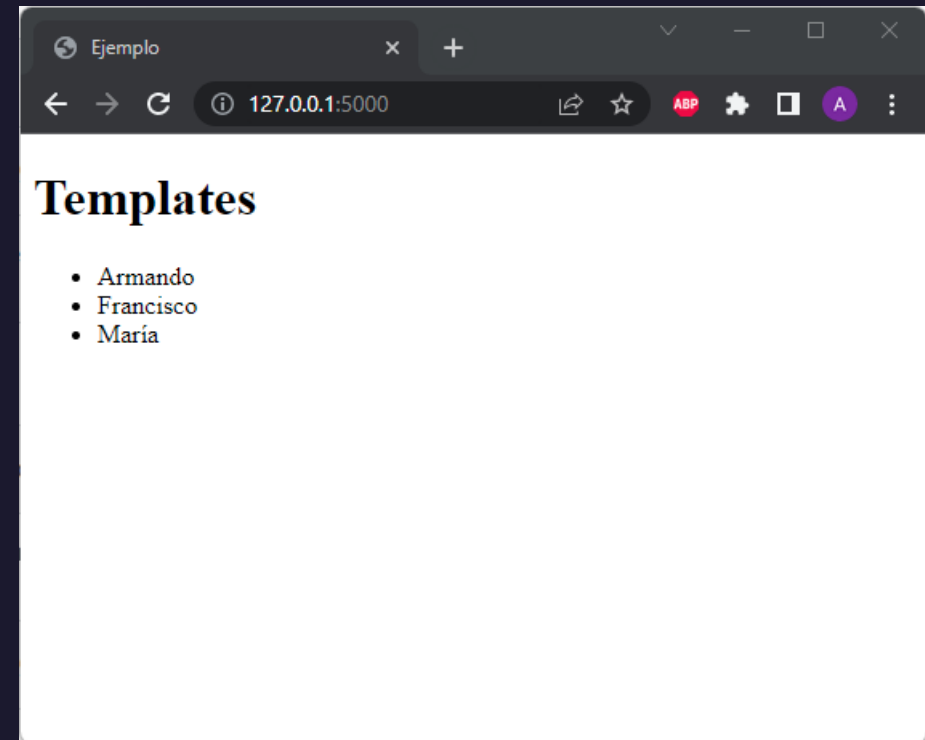 Ejemplo
127.0.0.1:5000
ABP
A
Templates
Armando
Francisco
María